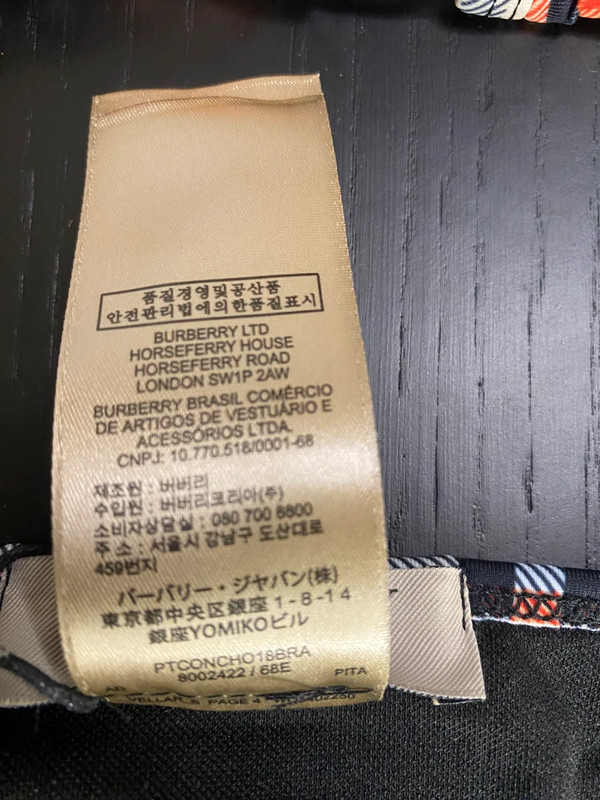 품질경영및공산품
안전관리법에의한품질표시
BURBERRY LTD
HORSEFERRY HOUSE
HORSEFERRY ROAD
LONDON SW1P 2AW
BURBERRY BRASIL COMÉRCIO
DE ARTIGOS DE VESTUÁRIO E
ACESSÓRIOS LTDA.
CNPJ: 10.770.518/0001-68
제조원 : 버버리
수입원 : 버버리코리아(주)
소비자상담실 : 080 700 8800
주 소 : 서울시 강남구 도산대로
459번지
バーバリー・ジャパン(株)
東京都中央区銀座 1 - 8 - 14
銀座YOMIKOビル
PTCONCHO18BRA
8002422 / 68E
PITA
AD
VELLAR_S PAGE 4